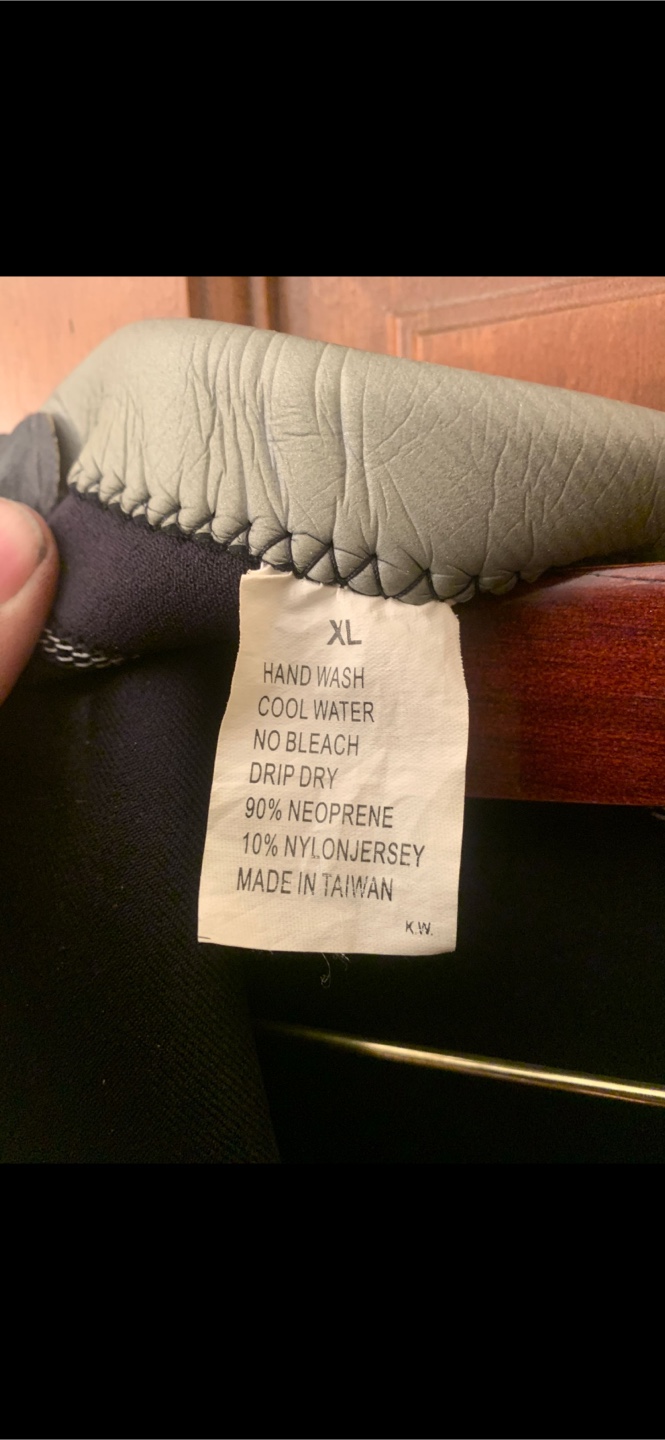 XL
HAND WASH
COOL WATER
NO BLEACH
DRIP DRY
90% NEOPRENE
10% NYLONJERSEY
MADE IN TAIWAN
K.W.